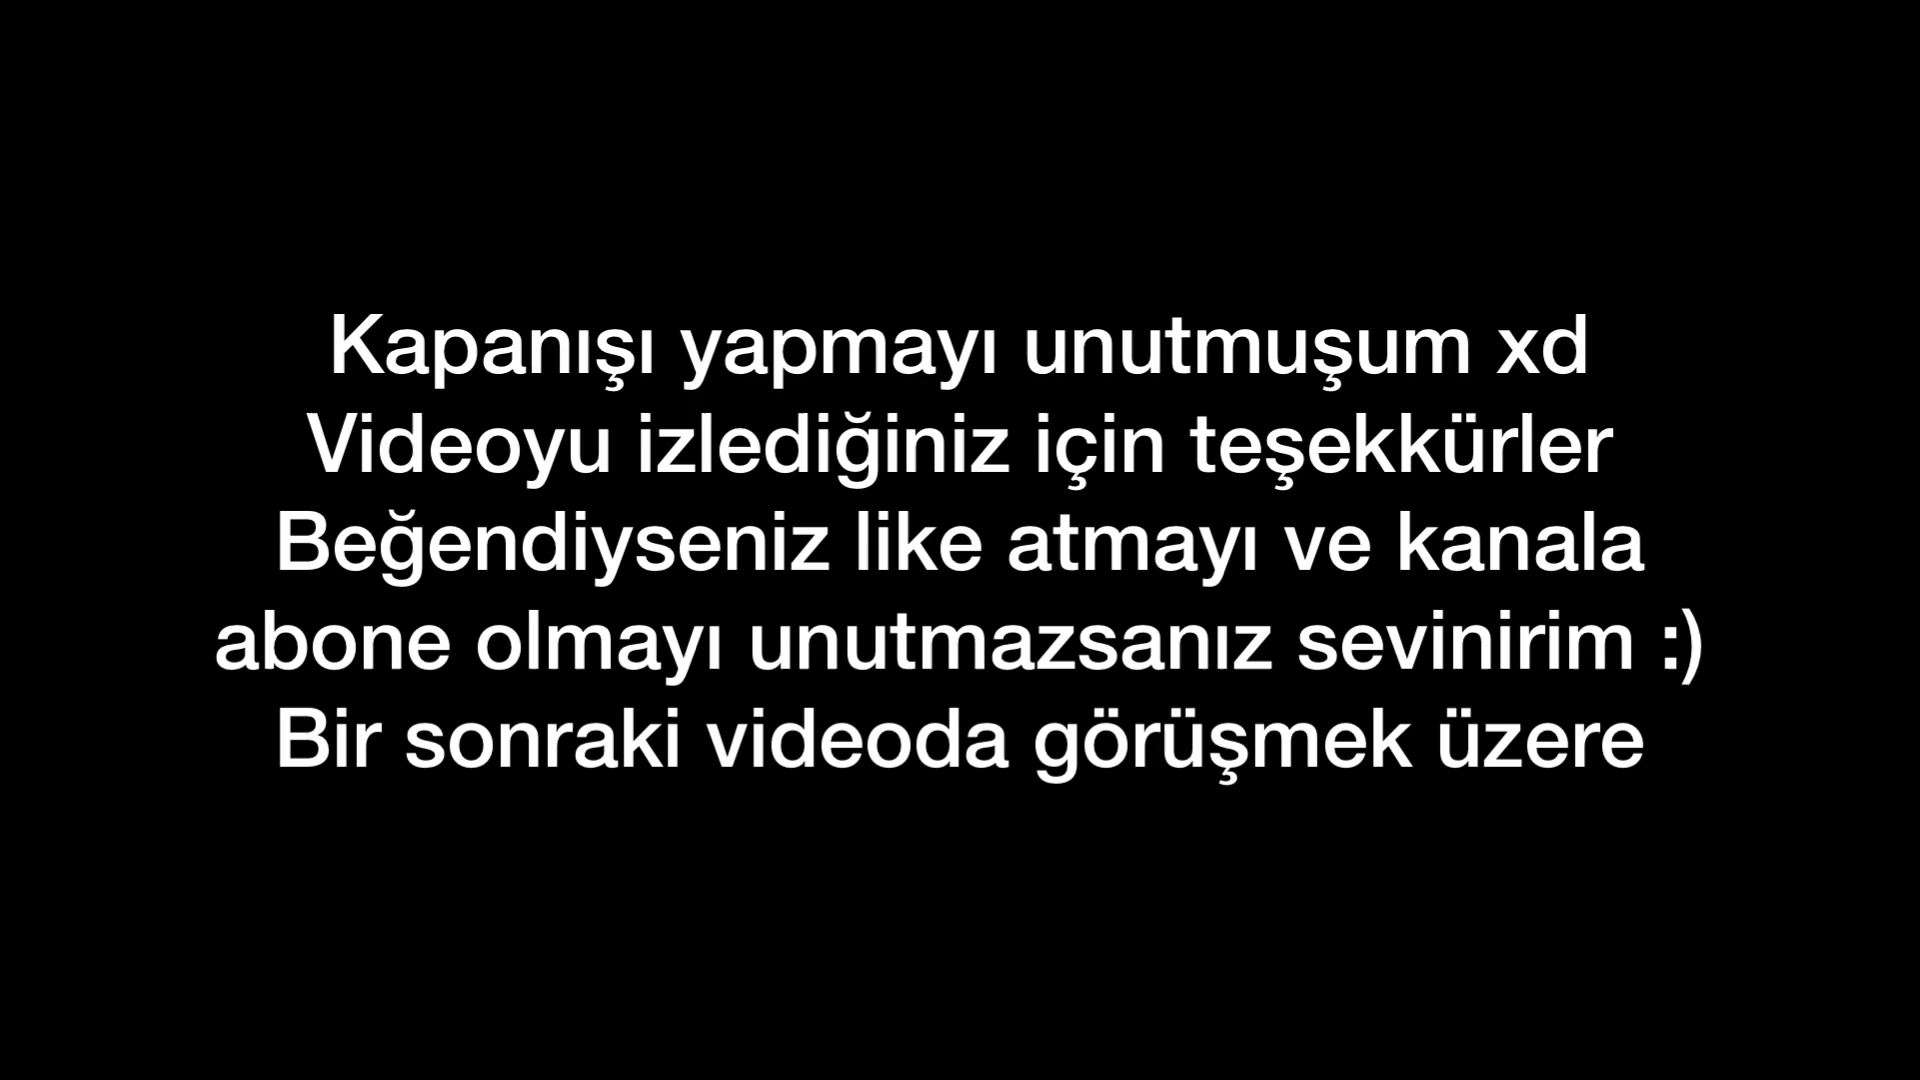 Kapanışı yapmayı unutmuşum xd
Videoyu izlediğiniz için teşekkürler
Beğendiyseniz like atmayı ve kanala
abone olmayı unutmazsanız sevinirim :)
Bir sonraki videoda görüşmek üzere